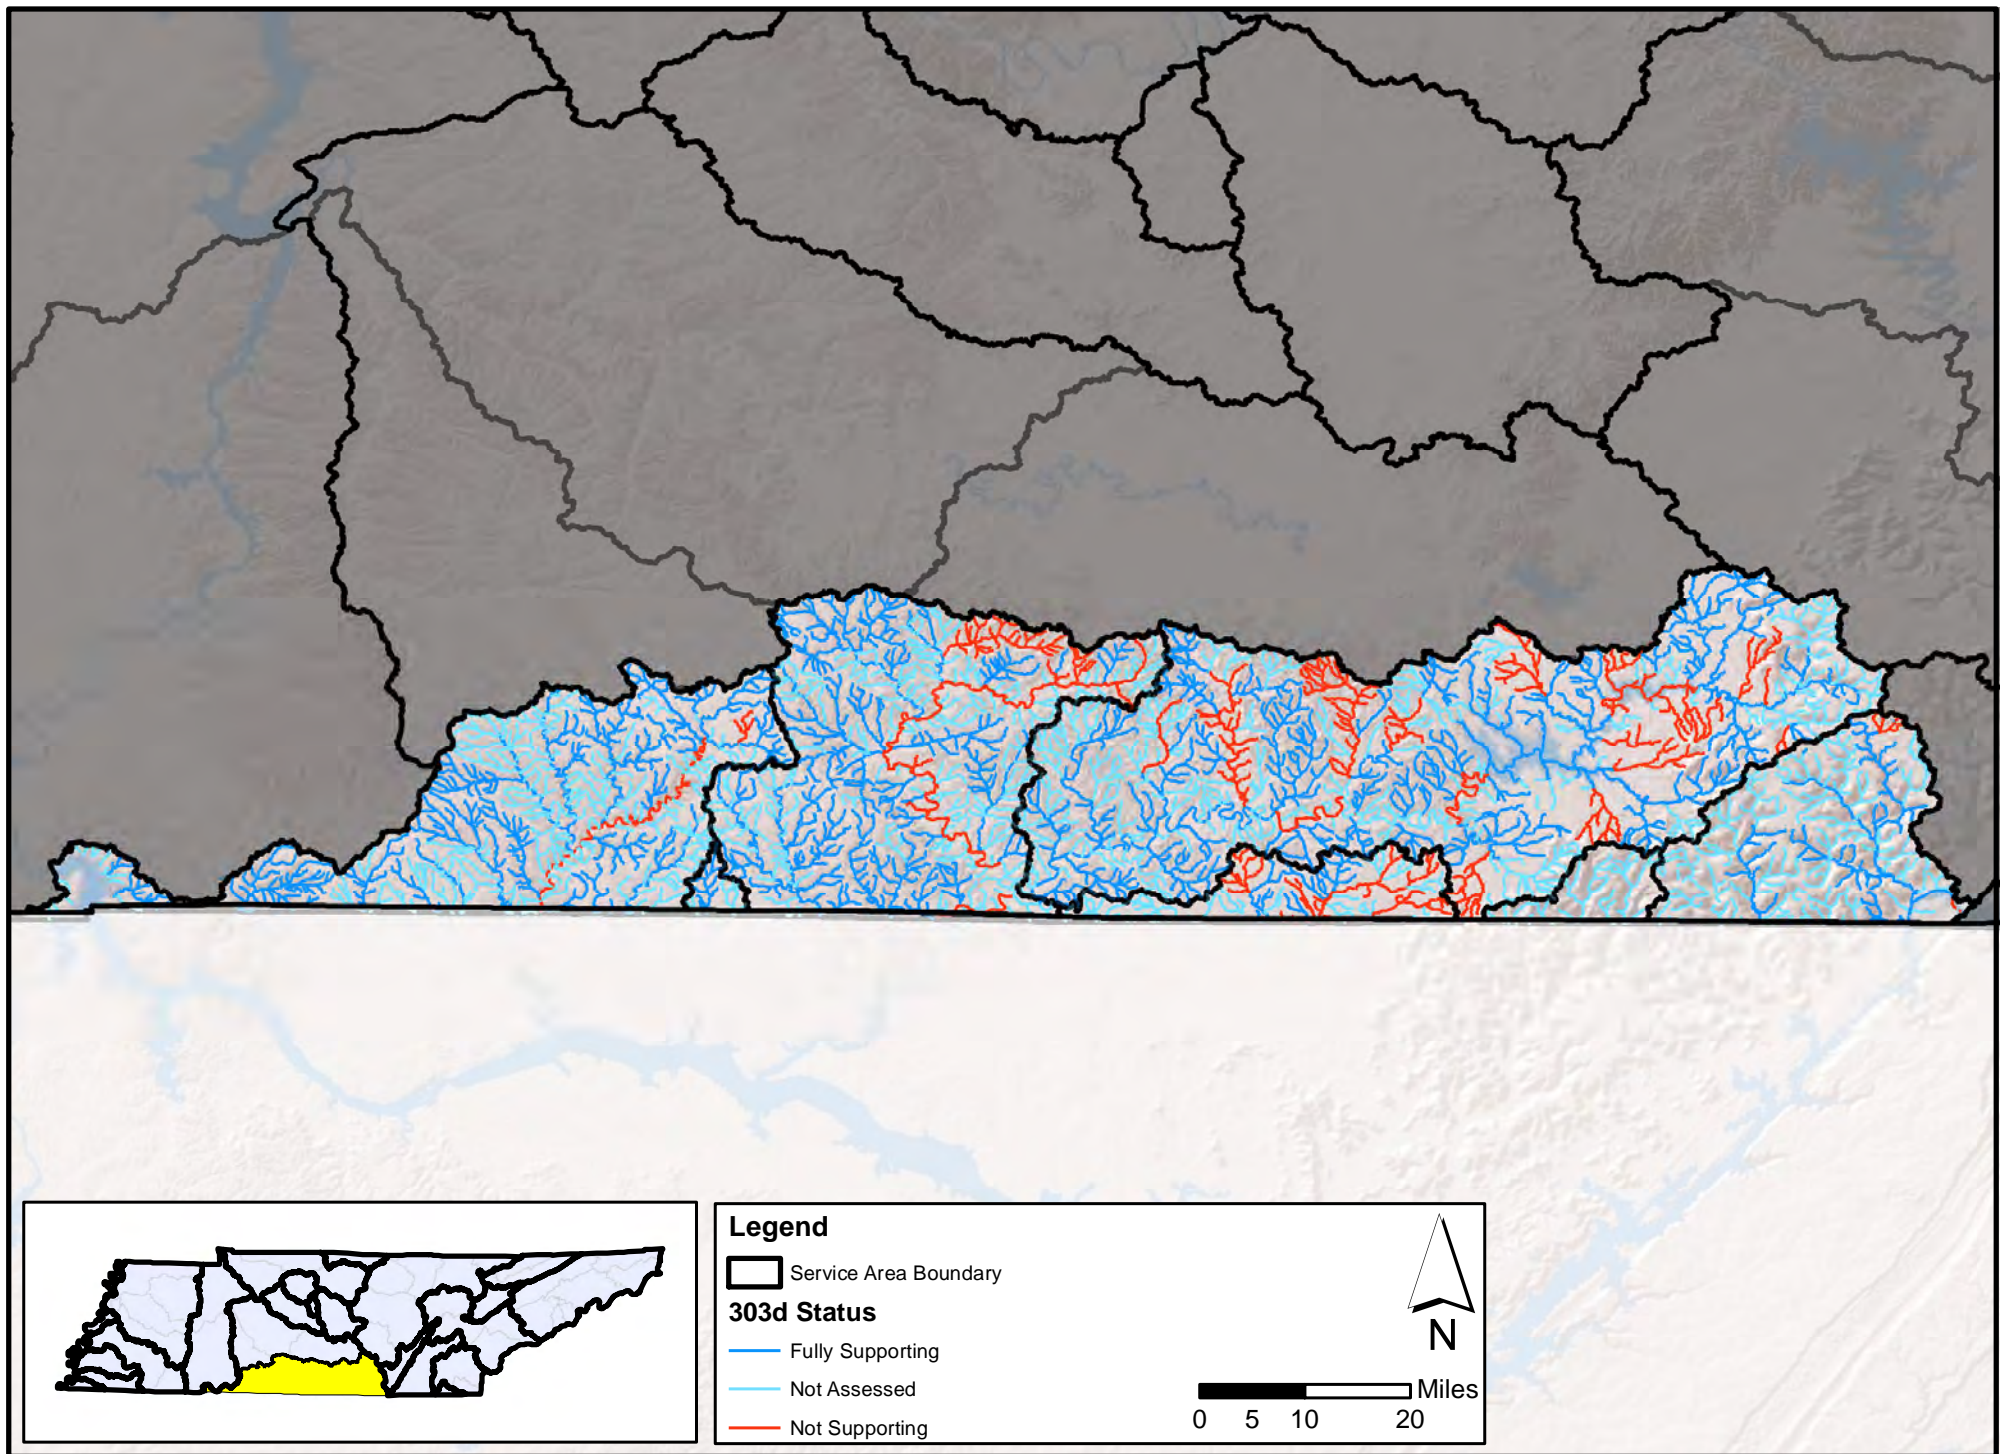 Legend
Service Area Boundary
303d Status
Fully Supporting
Not Assessed
Not Supporting
N
Miles
0 5 10 20